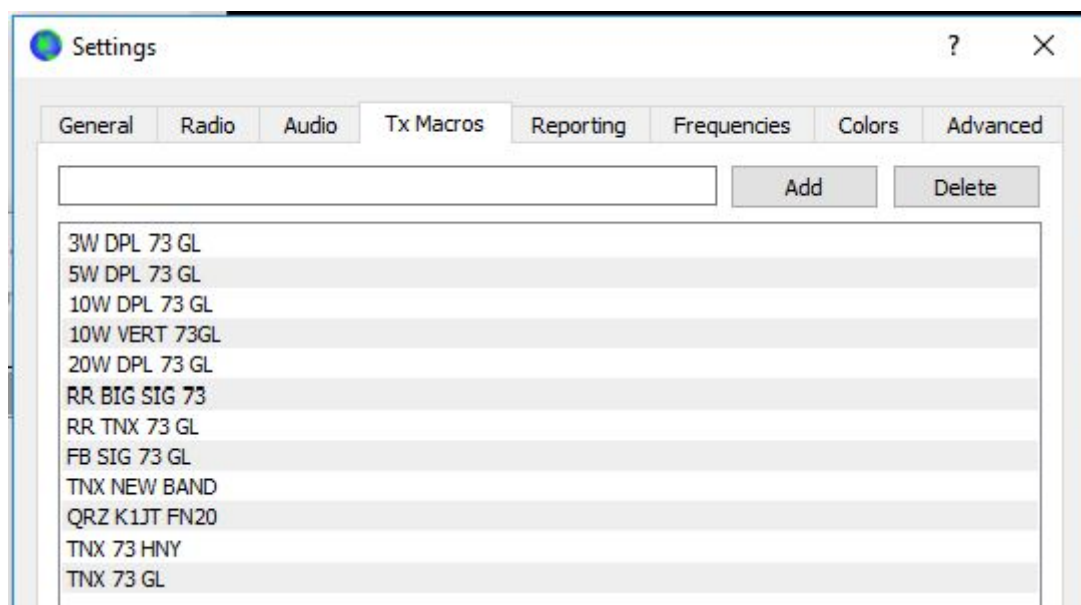 Settings ?
General Radio Audio Tx Macros Reporting Frequencies Colors Advanced
Add Delete
3W DPL 73 GL
5W DPL 73 GL
10W DPL 73 GL
10W VERT 73GL
20W DPL 73 GL
RR BIG SIG 73
RR TNX 73 GL
FB SIG 73 GL
TNX NEW BAND
QRZ K1JT FN20
TNX 73 HNY
TNX 73 GL